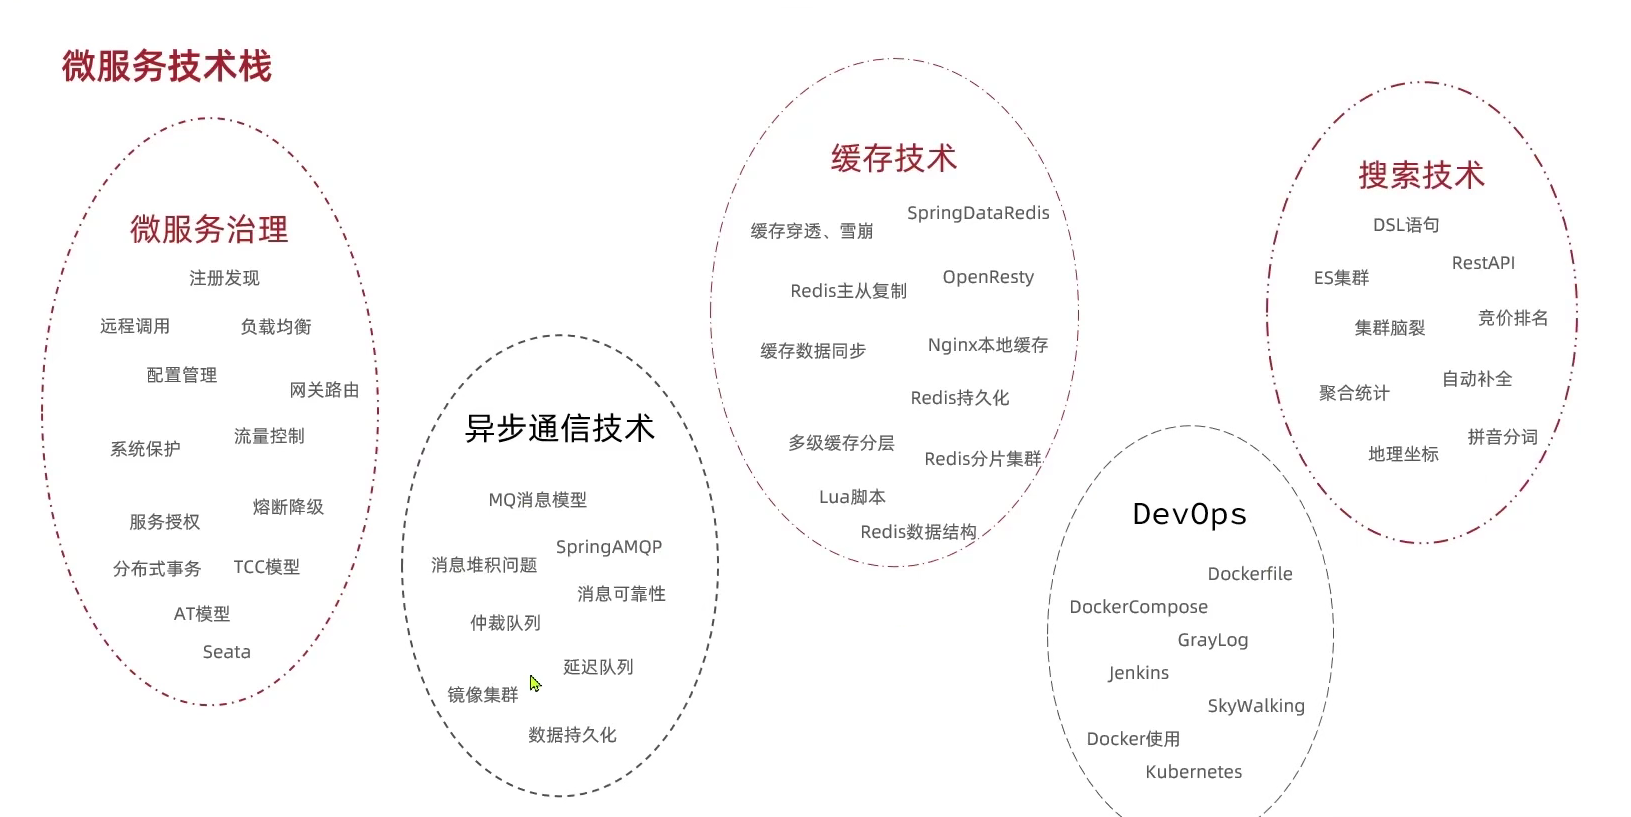 微服务技术栈
微服务治理
注册发现
远程调用
负载均衡
配置管理
网关路由
系统保护
流量控制
服务授权
熔断降级
分布式事务
TCC模型
AT模型
Seata
异步通信技术
MQ消息模型
SpringAMQP
消息堆积问题
消息可靠性
仲裁队列
延迟队列
镜像集群
数据持久化
缓存技术
SpringDataRedis
缓存穿透、雪崩
OpenResty
Redis主从复制
Nginx本地缓存
缓存数据同步
Redis持久化
多级缓存分层
Redis分片集群
Lua脚本
Redis数据结构
DevOps
Dockerfile
DockerCompose
GrayLog
Jenkins
SkyWalking
Docker使用
Kubernetes
搜索技术
DSL语句
RestAPI
ES集群
竞价排名
集群脑裂
自动补全
聚合统计
拼音分词
地理坐标